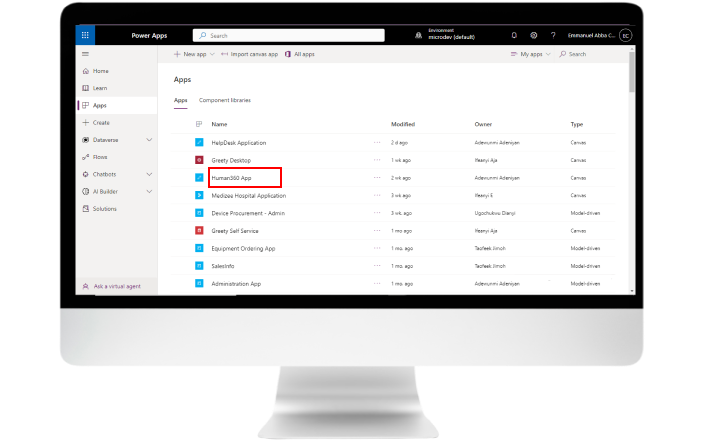 Power Apps
Search
Environment
microdev (default)
?
Emmanuel Abba C...
EC
New app
Import canvas app
All apps
My apps
Search
Home
Learn
Apps
Create
Dataverse
Flows
Chatbots
AI Builder
Solutions
Ask a virtual agent
Apps
Apps
Component libraries
Name Modified Owner Type
HelpDesk Application ... 2 d ago Adewunmi Adeniyan Canvas
Greety Desktop ... 1 wk ago Ifeanyi Aja Canvas
Human360 App ... 2 wk ago Adewunmi Adeniyan Canvas
Medizee Hospital Application ... 3 wk ago Ifeanyi E Canvas
Device Procurement - Admin ... 3 wk ago Ugochukwu Model-driven
Greety Self Service ... 1 mo ago Ifeanyi Aja Canvas
Equipment Ordering App ... 1 mo ago Taofeek Jimoh Model-driven
SalesInfo ... 1 mo ago Taofeek Jimoh Model-driven
Administration App ... 1 mo ago Adewunmi Adeniyan Model-driven